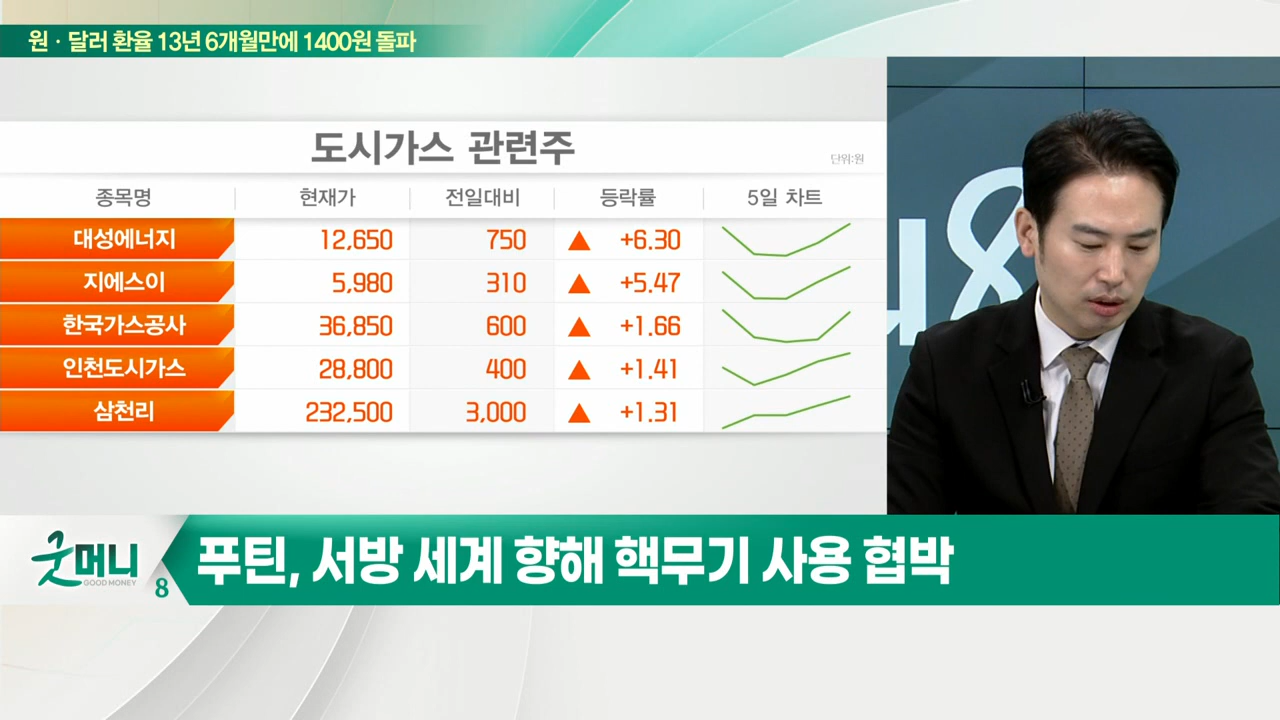 원·달러 환율 13년 6개월만에 1400원 돌파
도시가스 관련주
단위:원
종목명 현재가 전일대비 등락률 5일 차트
대성에너지 12,650 750 ▲ +6.30
지에스이 5,980 310 ▲ +5.47
한국가스공사 36,850 600 ▲ +1.66
인천도시가스 28,800 400 ▲ +1.41
삼천리 232,500 3,000 ▲ +1.31
굿머니
GOOD MONEY
8
푸틴, 서방 세계 향해 핵무기 사용 협박